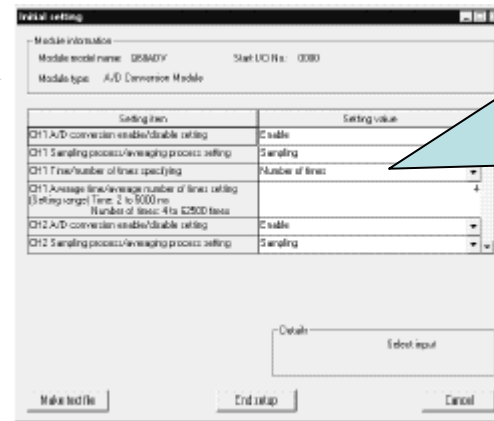 Initial setting
Module information
Module model name: Q68ADV Start I/O No.: 0000
Module type: A/D Conversion Module
Setting item Setting value
CH1 A/D conversion enable/disable setting Enable
CH1 Sampling process/averaging process setting Sampling
CH1 Time/number of times specifying Number of times
CH1 Average time/average number of times setting 4
(Setting range) Time: 2 to 5000 ms
Number of times: 4 to 62500 times
CH2 A/D conversion enable/disable setting Enable
CH2 Sampling process/averaging process setting Sampling
Details
Select input
Make text file End setup Cancel